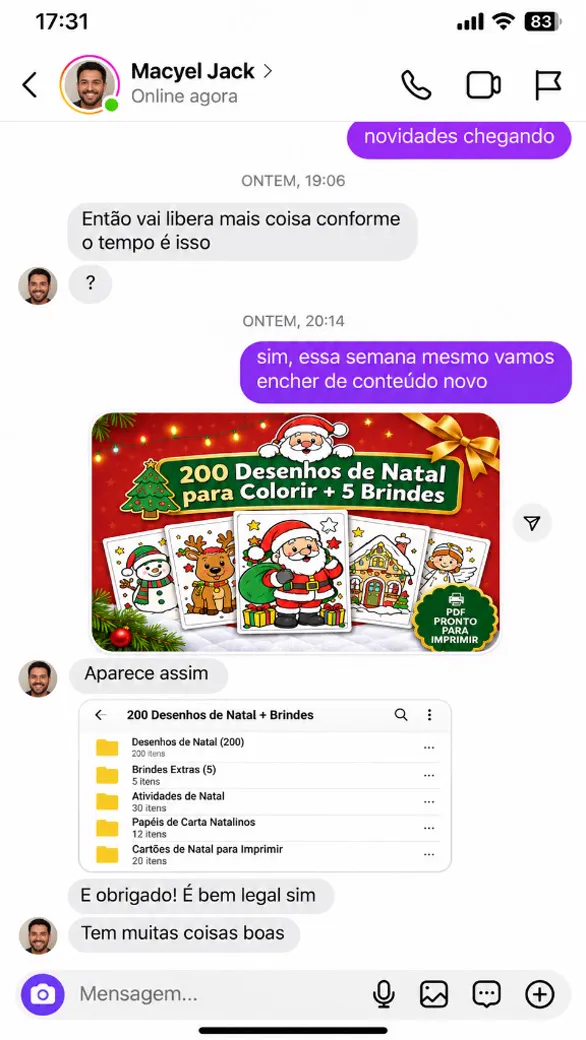 17:31
83
Macyel Jack
Online agora
novidades chegando
ONTEM, 19:06
Então vai libera mais coisa conforme
o tempo é isso
?
ONTEM, 20:14
sim, essa semana mesmo vamos
encher de conteúdo novo
200 Desenhos de Natal
para Colorir + 5 Brindes
PDF
PRONTO
PARA
IMPRIMIR
Aparece assim
200 Desenhos de Natal + Brindes
Desenhos de Natal (200)
200 itens
Brindes Extras (5)
5 itens
Atividades de Natal
30 itens
Papéis de Carta Natalinos
12 itens
Cartões de Natal para Imprimir
20 itens
E obrigado! É bem legal sim
Tem muitas coisas boas
Mensagem...